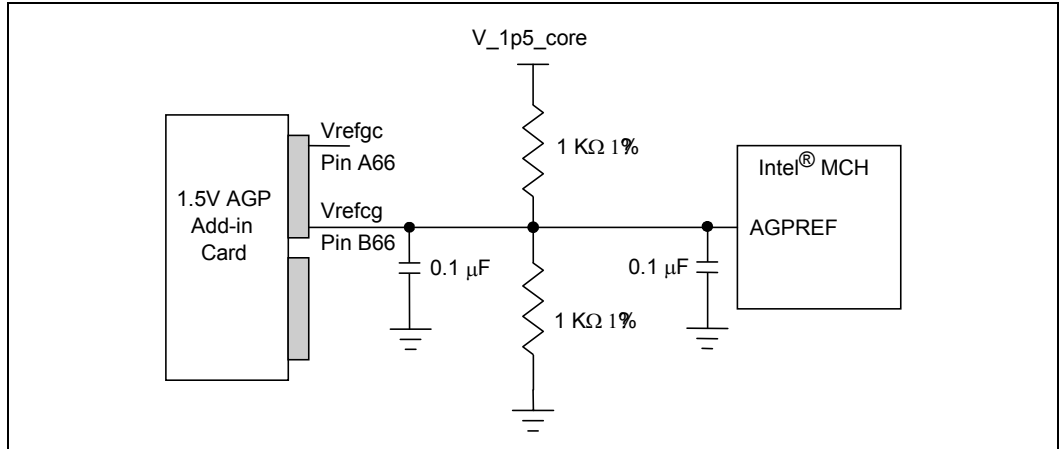 V_1p5_core
Vrefgc
Pin A66
1 KΩ 1%
Intel® MCH
1.5V AGP
Add-in
Card
Vrefcg
Pin B66
AGPREF
0.1 μF
0.1 μF
1 KΩ 1%